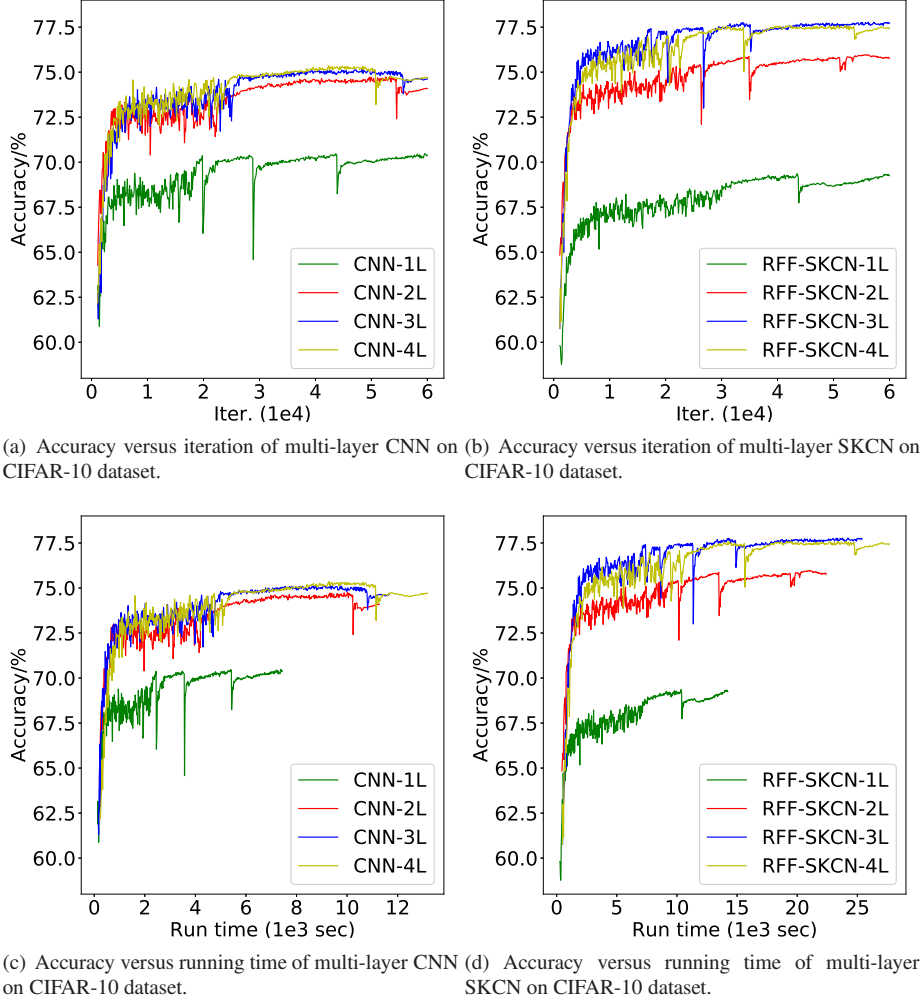 77.5
75.0
72.5
70.0
67.5
65.0
62.5
60.0
Accuracy/%
CNN-1L
CNN-2L
CNN-3L
CNN-4L
0 1 2 3 4 5 6
Iter. (1e4)
(a) Accuracy versus iteration of multi-layer CNN on
CIFAR-10 dataset.
77.5
75.0
72.5
70.0
67.5
65.0
62.5
60.0
Accuracy/%
RFF-SKCN-1L
RFF-SKCN-2L
RFF-SKCN-3L
RFF-SKCN-4L
0 1 2 3 4 5 6
Iter. (1e4)
(b) Accuracy versus iteration of multi-layer SKCN on
CIFAR-10 dataset.
77.5
75.0
72.5
70.0
67.5
65.0
62.5
60.0
Accuracy/%
CNN-1L
CNN-2L
CNN-3L
CNN-4L
0 2 4 6 8 10 12
Run time (1e3 sec)
(c) Accuracy versus running time of multi-layer CNN
on CIFAR-10 dataset.
77.5
75.0
72.5
70.0
67.5
65.0
62.5
60.0
Accuracy/%
RFF-SKCN-1L
RFF-SKCN-2L
RFF-SKCN-3L
RFF-SKCN-4L
0 5 10 15 20 25
Run time (1e3 sec)
(d) Accuracy versus running time of multi-layer
SKCN on CIFAR-10 dataset.